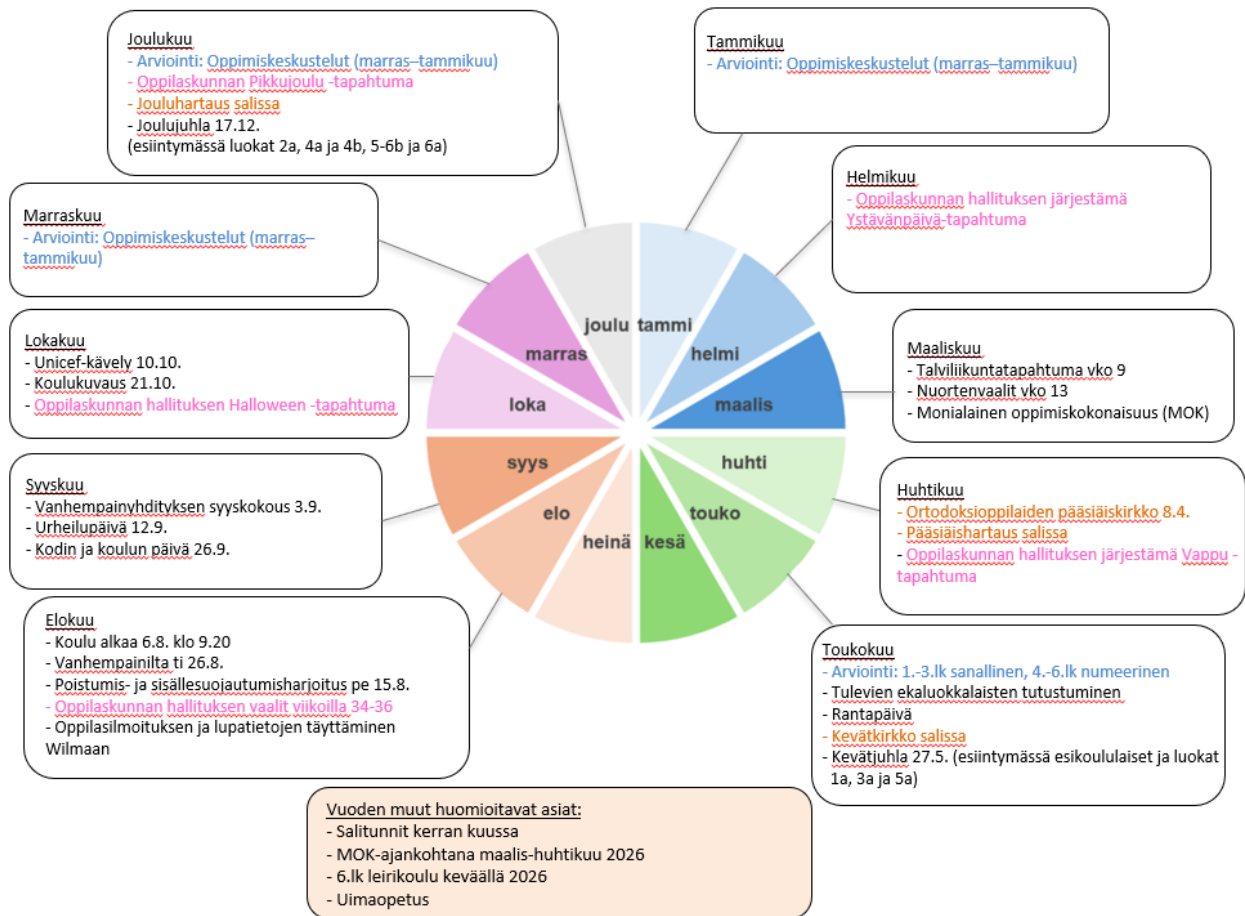 Joulukuu
- Arviointi: Oppimiskeskustelut (marras–tammikuu)
- Oppilaskunnan Pikkujoulu -tapahtuma
- Jouluhartaus salissa
- Joulujuhla 17.12.
(esiintymässä luokat 2a, 4a ja 4b, 5-6b ja 6a)
Tammikuu
- Arviointi: Oppimiskeskustelut (marras–tammikuu)
Helmikuu
- Oppilaskunnan hallituksen järjestämä
Ystävänpäivä-tapahtuma
Marraskuu
- Arviointi: Oppimiskeskustelut (marras–
tammikuu)
Lokakuu
- Unicef-kävely 10.10.
- Koulukuvaus 21.10.
- Oppilaskunnan hallituksen Halloween -tapahtuma
Maaliskuu
- Talviliikuntatapahtuma vko 9
- Nuortenvaalit vko 13
- Monialainen oppimiskokonaisuus (MOK)
joulu
tammi
marras
helmi
loka
maalis
syys
huhti
elo
touko
heinä
kesä
Syyskuu
- Vanhempainyhdityksen syyskokous 3.9.
- Urheilupäivä 12.9.
- Kodin ja koulun päivä 26.9.
Huhtikuu
- Ortodoksioppilaiden pääsiäiskirkko 8.4.
- Pääsiäishartaus salissa
- Oppilaskunnan hallituksen järjestämä Vappu -
tapahtuma
Elokuu
- Koulu alkaa 6.8. klo 9.20
- Vanhempainilta ti 26.8.
- Poistumis- ja sisällesuojautumisharjoitus pe 15.8.
- Oppilaskunnan hallituksen vaalit viikoilla 34-36
- Oppilasilmoituksen ja lupatietojen täyttäminen
Wilmaan
Toukokuu
- Arviointi: 1.-3.lk sanallinen, 4.-6.lk numeerinen
- Tulevien ekaluokkalaisten tutustuminen
- Rantapäivä
- Kevätkirkko salissa
- Kevätjuhla 27.5. (esiintymässä esikoululaiset ja luokat
1a, 3a ja 5a)
Vuoden muut huomioitavat asiat:
- Salitunnit kerran kuussa
- MOK-ajankohtana maalis-huhtikuu 2026
- 6.lk leirikoulu keväällä 2026
- Uimaopetus